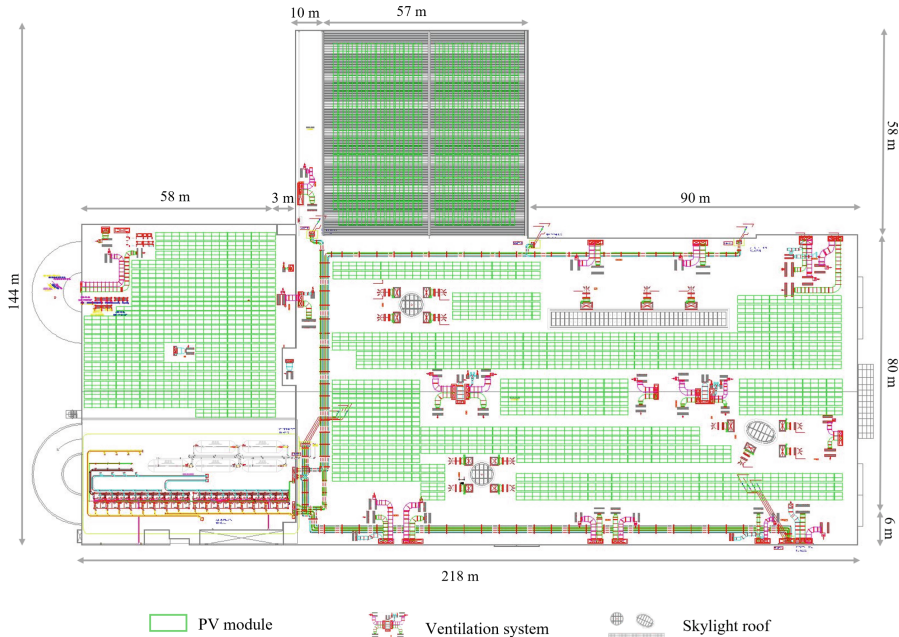 10 m
57 m
144 m
58 m
58 m
3 m
90 m
80 m
6 m
218 m
PV module
Ventilation system
Skylight roof